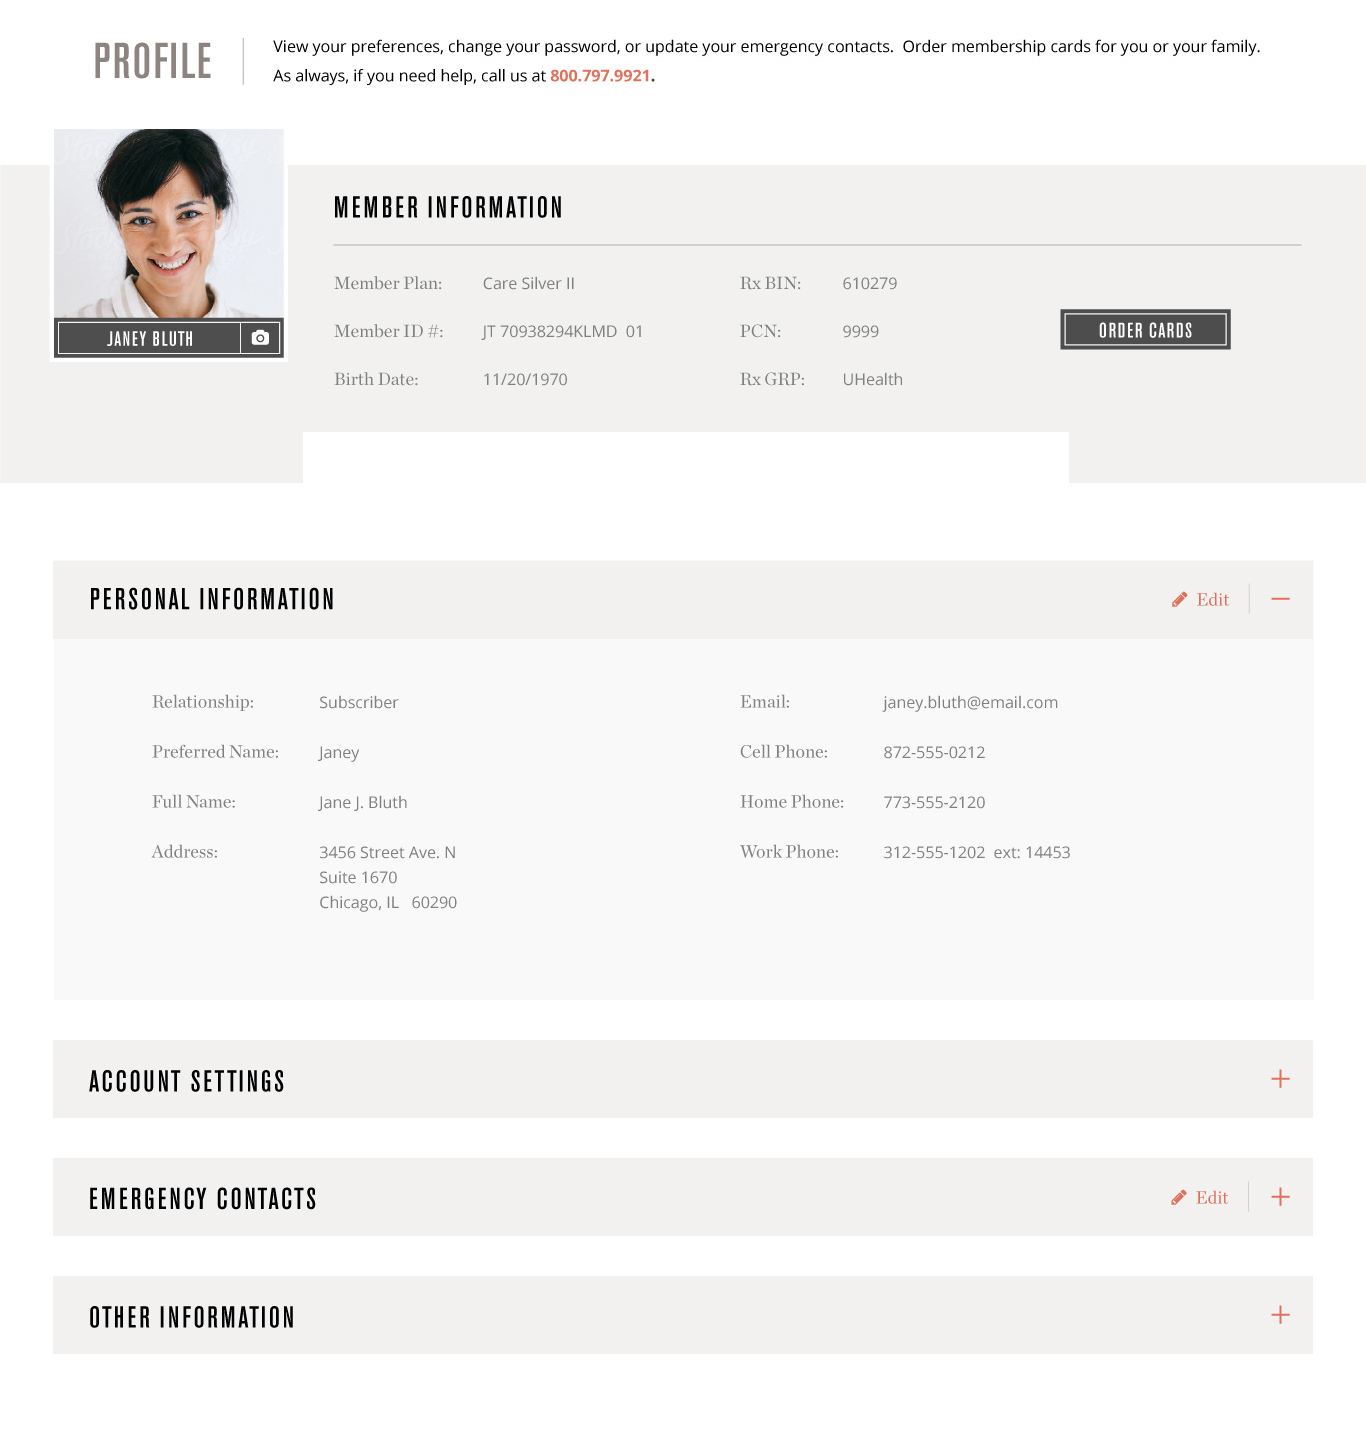 PROFILE
View your preferences, change your password, or update your emergency contacts.  Order membership cards for you or your family.
As always, if you need help, call us at 800.797.9921.
JANEY BLUTH
MEMBER INFORMATION
Member Plan: Care Silver II
Rx BIN: 610279
Member ID #: JT 70938294KLMD  01
PCN: 9999
ORDER CARDS
Birth Date: 11/20/1970
Rx GRP: UHealth
PERSONAL INFORMATION
Edit
Relationship: Subscriber
Email: janey.bluth@email.com
Preferred Name: Janey
Cell Phone: 872-555-0212
Full Name: Jane J. Bluth
Home Phone: 773-555-2120
Address: 3456 Street Ave. N
Work Phone: 312-555-1202  ext: 14453
Suite 1670
Chicago, IL   60290
ACCOUNT SETTINGS
EMERGENCY CONTACTS
Edit
OTHER INFORMATION